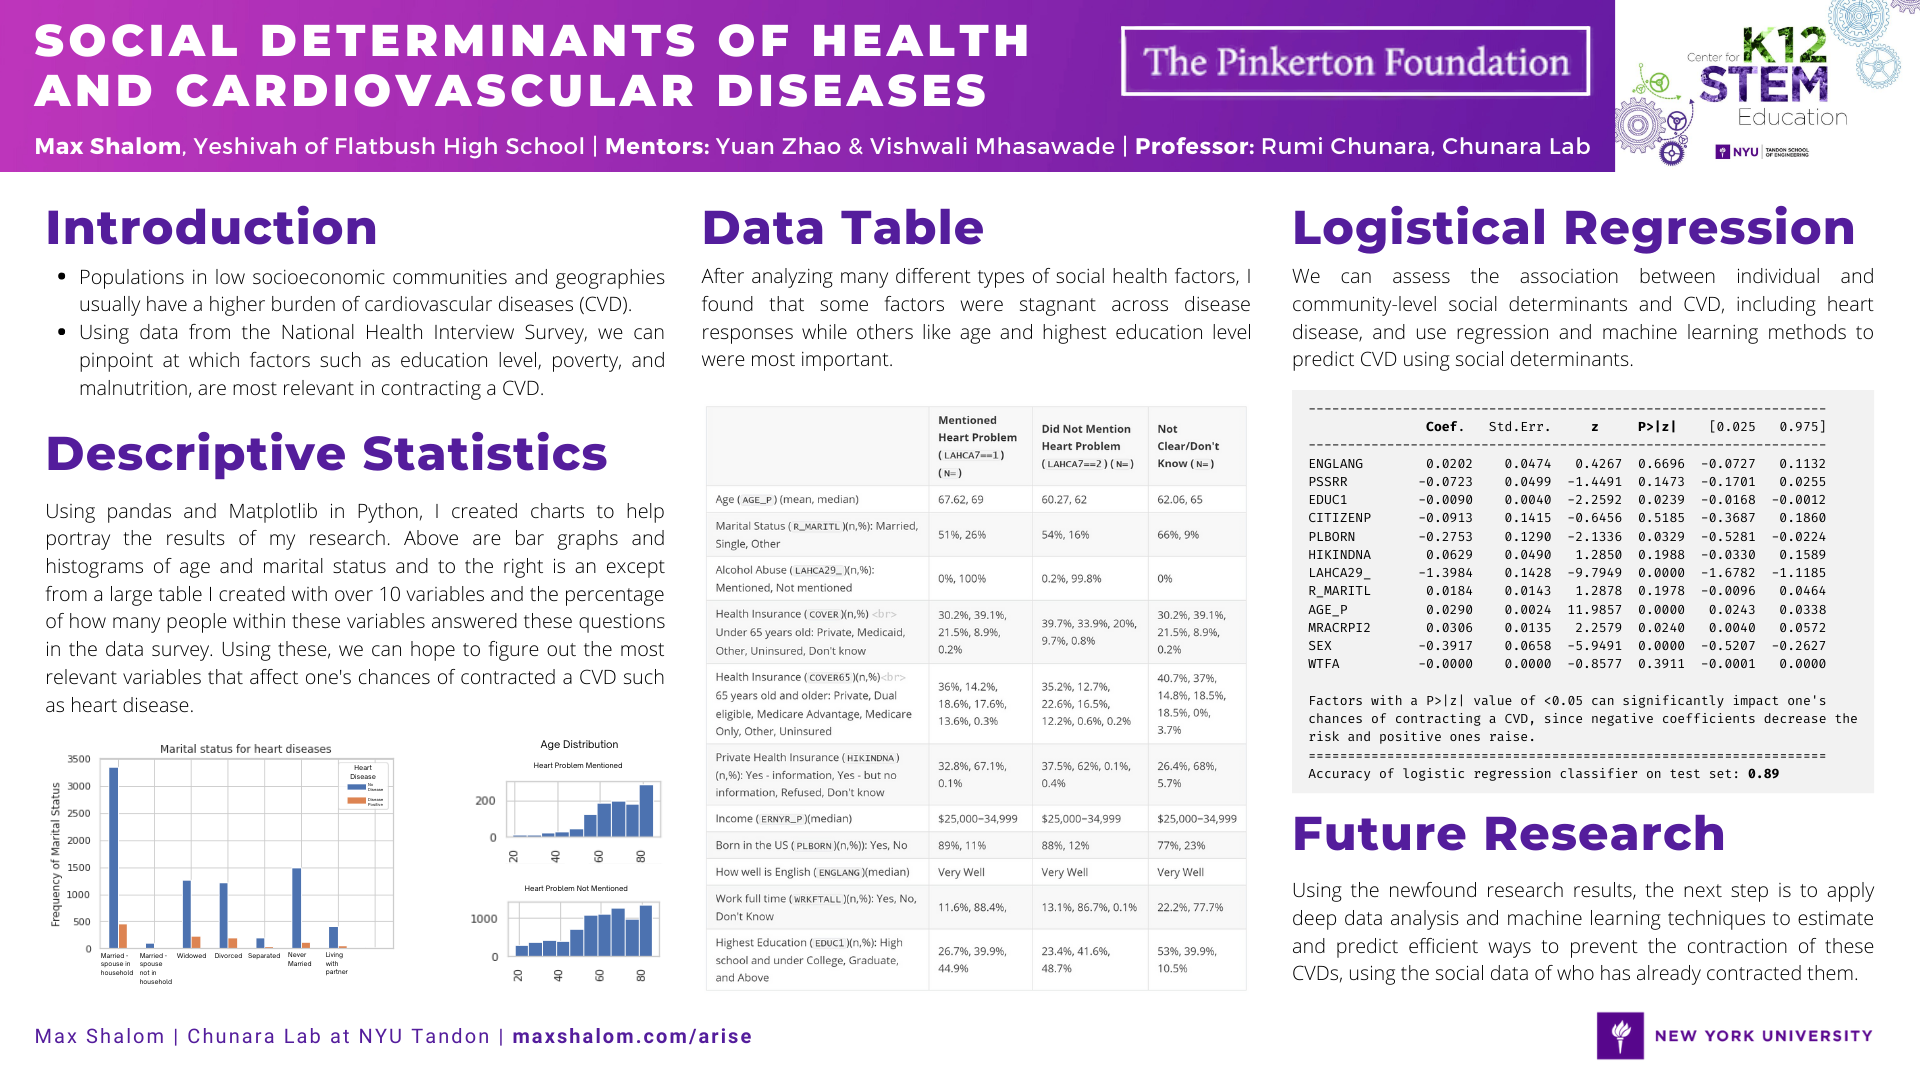 SOCIAL DETERMINANTS OF HEALTH
AND CARDIOVASCULAR DISEASES
Max Shalom, Yeshivah of Flatbush High School | Mentors: Yuan Zhao & Vishwali Mhasawade | Professor: Rumi Chunara, Chunara Lab
The Pinkerton Foundation
Center for K12
STEM
Education
NYU TANDON SCHOOL
OF ENGINEERING
Introduction
• Populations in low socioeconomic communities and geographies
usually have a higher burden of cardiovascular diseases (CVD).
• Using data from the National Health Interview Survey, we can
pinpoint at which factors such as education level, poverty, and
malnutrition, are most relevant in contracting a CVD.
Descriptive Statistics
Using pandas and Matplotlib in Python, I created charts to help
portray the results of my research. Above are bar graphs and
histograms of age and marital status and to the right is an except
from a large table I created with over 10 variables and the percentage
of how many people within these variables answered these questions
in the data survey. Using these, we can hope to figure out the most
relevant variables that affect one's chances of contracted a CVD such
as heart disease.
Marital status for heart diseases
Frequency of Marital Status
3500
3000
2500
2000
1500
1000
500
0
Heart
Disease
No
Disease
Disease
Positive
Married -
spouse in
household
Married -
spouse
not in
household
Widowed
Divorced
Separated
Never
Married
Living
with
partner
Age Distribution
Heart Problem Mentioned
200
0
20 40 60 80
Heart Problem Not Mentioned
1000
0
20 40 60 80
Data Table
After analyzing many different types of social health factors, I
found that some factors were stagnant across disease
responses while others like age and highest education level
were most important.
Mentioned
Heart Problem
(LAHCA7==1)
(N=)
Did Not Mention
Heart Problem
(LAHCA7==2) (N=)
Not
Clear/Don't
Know (N=)
Age (AGE_P) (mean, median) 67.62, 69 60.27, 62 62.06, 65
Marital Status (R_MARITL)(n,%): Married,
Single, Other
51%, 26% 54%, 16% 66%, 9%
Alcohol Abuse (LAHCA29_)(n,%):
Mentioned, Not mentioned
0%, 100% 0.2%, 99.8% 0%
Health Insurance (COVER)(n,%) <br>
Under 65 years old: Private, Medicaid,
Other, Uninsured, Don't know
30.2%, 39.1%,
21.5%, 8.9%,
0.2%
39.7%, 33.9%, 20%,
9.7%, 0.8%
30.2%, 39.1%,
21.5%, 8.9%,
0.2%
Health Insurance (COVER65)(n,%)<br>
65 years old and older: Private, Dual
eligible, Medicare Advantage, Medicare
Only, Other, Uninsured
36%, 14.2%,
18.6%, 17.6%,
13.6%, 0.3%
35.2%, 12.7%,
22.6%, 16.5%,
12.2%, 0.6%, 0.2%
40.7%, 37%,
14.8%, 18.5%,
18.5%, 0%,
3.7%
Private Health Insurance (HIKINDNA)
(n,%): Yes - information, Yes - but no
information, Refused, Don't know
32.8%, 67.1%,
0.1%
37.5%, 62%, 0.1%,
0.4%
26.4%, 68%,
5.7%
Income (ERNYR_P)(median) $25,000–34,999 $25,000–34,999 $25,000–34,999
Born in the US (PLBORN)(n,%)): Yes, No 89%, 11% 88%, 12% 77%, 23%
How well is English (ENGLANG)(median) Very Well Very Well Very Well
Work full time (WRKFTALL)(n,%): Yes, No,
Don't Know
11.6%, 88.4%, 13.1%, 86.7%, 0.1% 22.2%, 77.7%
Highest Education (EDUC1)(n,%): High
school and under College, Graduate,
and Above
26.7%, 39.9%,
44.9%
23.4%, 41.6%,
48.7%
53%, 39.9%,
10.5%
Logistical Regression
We can assess the association between individual and
community-level social determinants and CVD, including heart
disease, and use regression and machine learning methods to
predict CVD using social determinants.
Coef. Std.Err. z P>|z| [0.025 0.975]
ENGLANG 0.0202 0.0474 0.4267 0.6696 -0.0727 0.1132
PSSRR -0.0723 0.0499 -1.4491 0.1473 -0.1701 0.0255
EDUC1 -0.0090 0.0040 -2.2592 0.0239 -0.0168 -0.0012
CITIZENP -0.0913 0.1415 -0.6456 0.5185 -0.3687 0.1860
PLBORN -0.2753 0.1290 -2.1336 0.0329 -0.5281 -0.0224
HIKINDNA 0.0629 0.0490 1.2850 0.1988 -0.0330 0.1589
LAHCA29_ -1.3984 0.1428 -9.7949 0.0000 -1.6782 -1.1185
R_MARITL 0.0184 0.0143 1.2878 0.1978 -0.0096 0.0464
AGE_P 0.0290 0.0024 11.9857 0.0000 0.0243 0.0338
MRACRPI2 0.0306 0.0135 2.2579 0.0240 0.0040 0.0572
SEX -0.3917 0.0658 -5.9491 0.0000 -0.5207 -0.2627
WTFA -0.0000 0.0000 -0.8577 0.3911 -0.0001 0.0000
Factors with a P>|z| value of <0.05 can significantly impact one's
chances of contracting a CVD, since negative coefficients decrease the
risk and positive ones raise.
Accuracy of logistic regression classifier on test set: 0.89
Future Research
Using the newfound research results, the next step is to apply
deep data analysis and machine learning techniques to estimate
and predict efficient ways to prevent the contraction of these
CVDs, using the social data of who has already contracted them.
Max Shalom | Chunara Lab at NYU Tandon | maxshalom.com/arise
NEW YORK UNIVERSITY